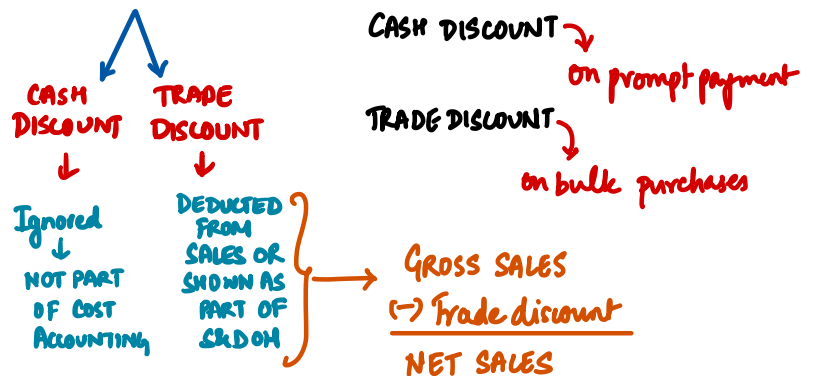 CASH
DISCOUNT
TRADE
DISCOUNT
Ignored
NOT PART
OF COST
ACCOUNTING
DEDUCTED
FROM
SALES OR
SHOWN AS
PART OF
S&DOH
CASH DISCOUNT
on prompt payment
TRADE DISCOUNT
on bulk purchases
GROSS SALES
(-) Trade discount
NET SALES